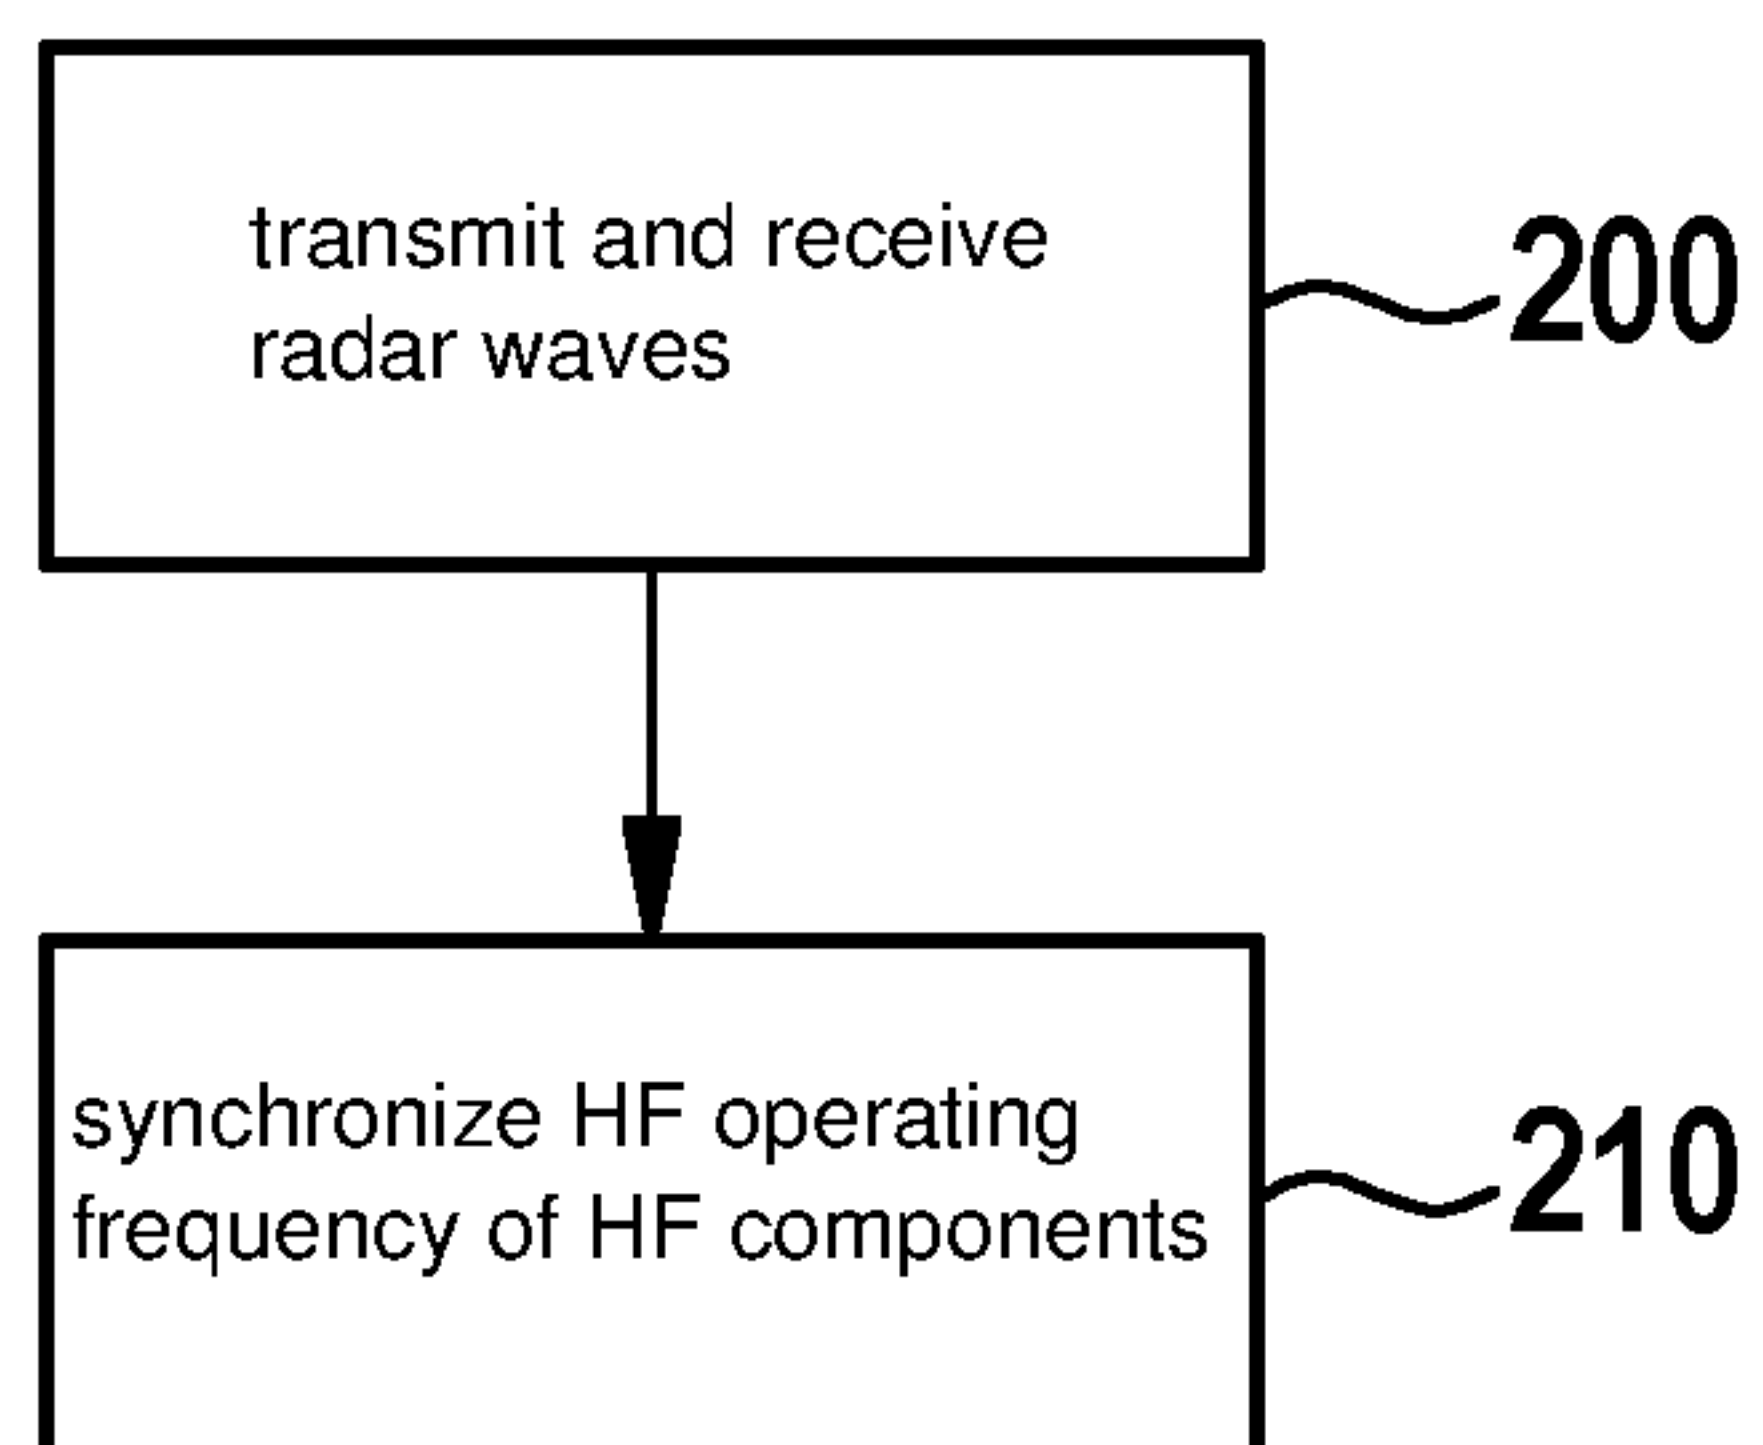 transmit and receive
radar waves
200
synchronize HF operating
frequency of HF components
210